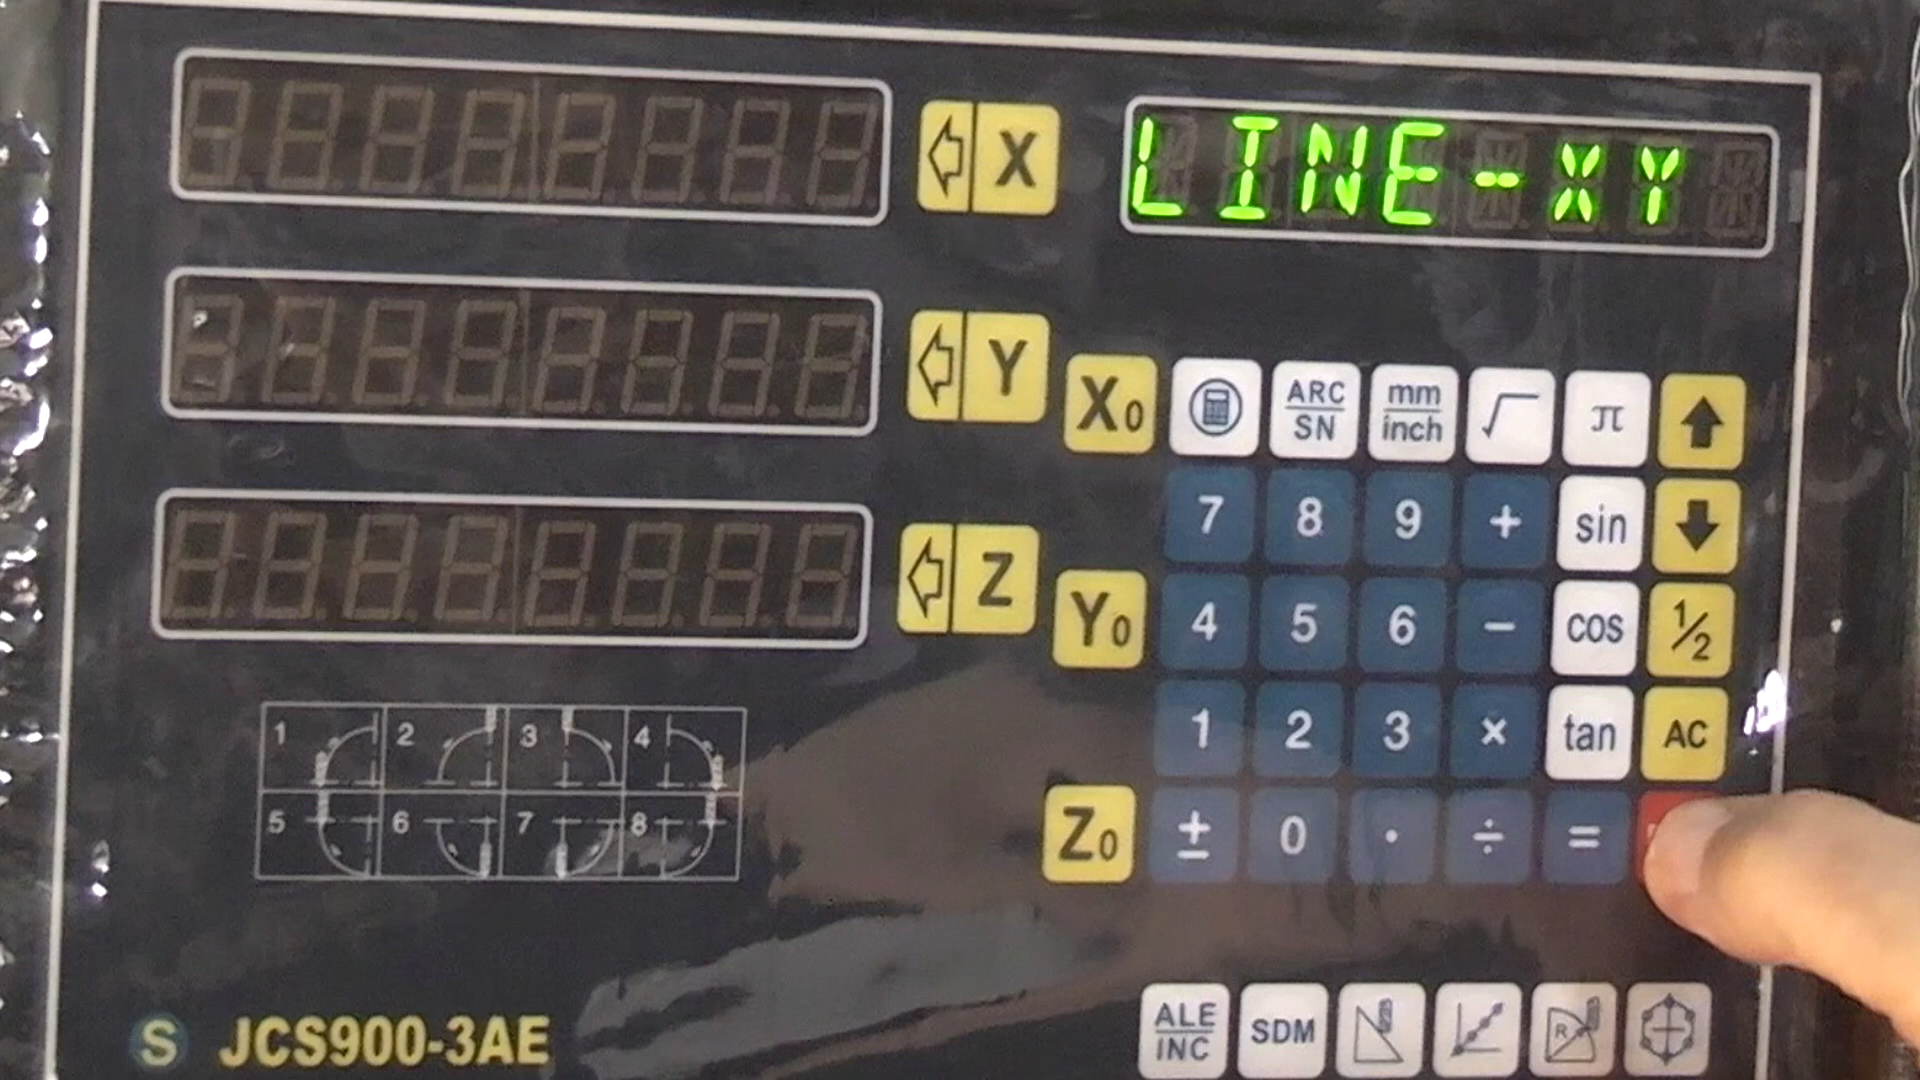 X
LINE-XY
Y
X0
ARC
SN
mm
inch
√
π
7 8 9 + sin
Z
Y0
4 5 6 − cos ½
1 2 3 × tan AC
1 2 3 4
5 6 7 8
Z0
± 0 . ÷ =
S JCS900-3AE
ALE
INC
SDM
R